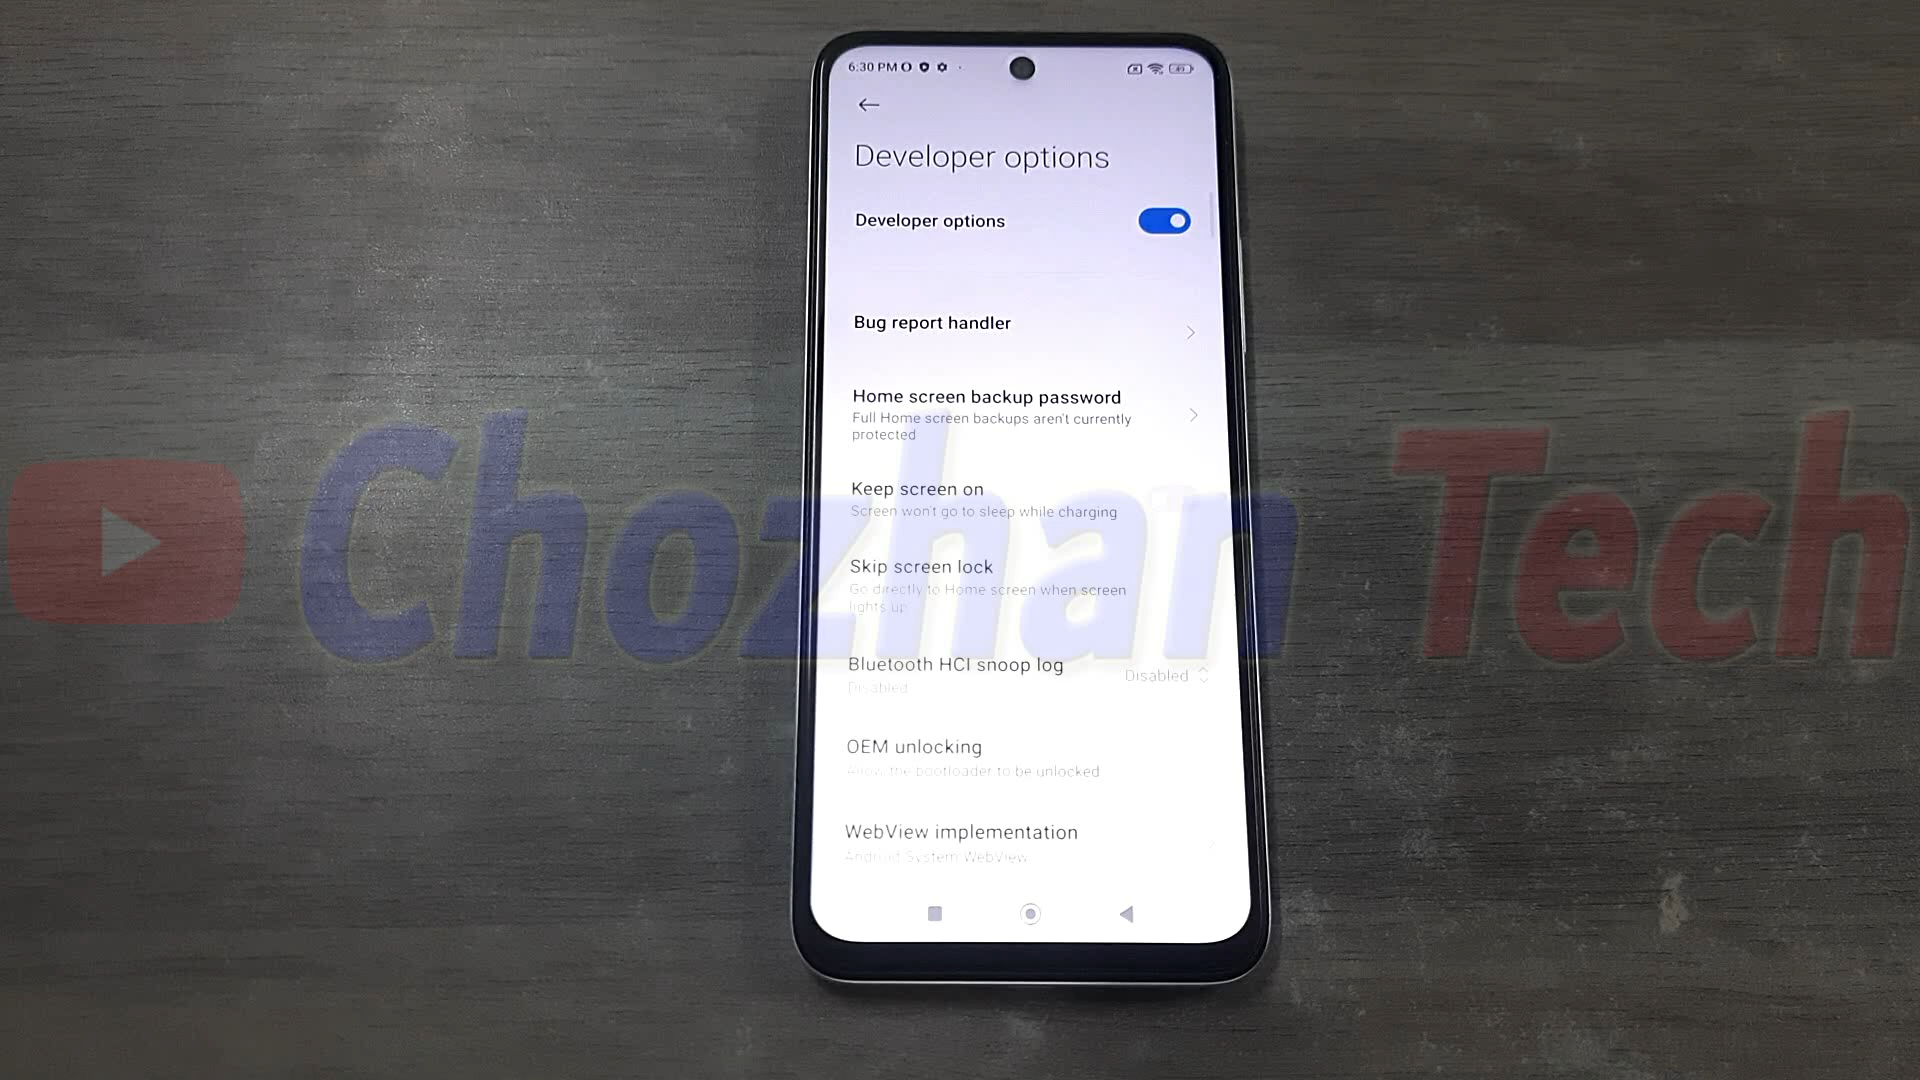 6:30 PM
Developer options
Developer options
Bug report handler
Home screen backup password
Full Home screen backups aren't currently
protected
Keep screen on
Screen won't go to sleep while charging
Skip screen lock
Go directly to Home screen when screen
lights up
Bluetooth HCI snoop log
Disabled
Disabled
OEM unlocking
Allow the bootloader to be unlocked
WebView implementation
Android System WebView
Chozhan Tech